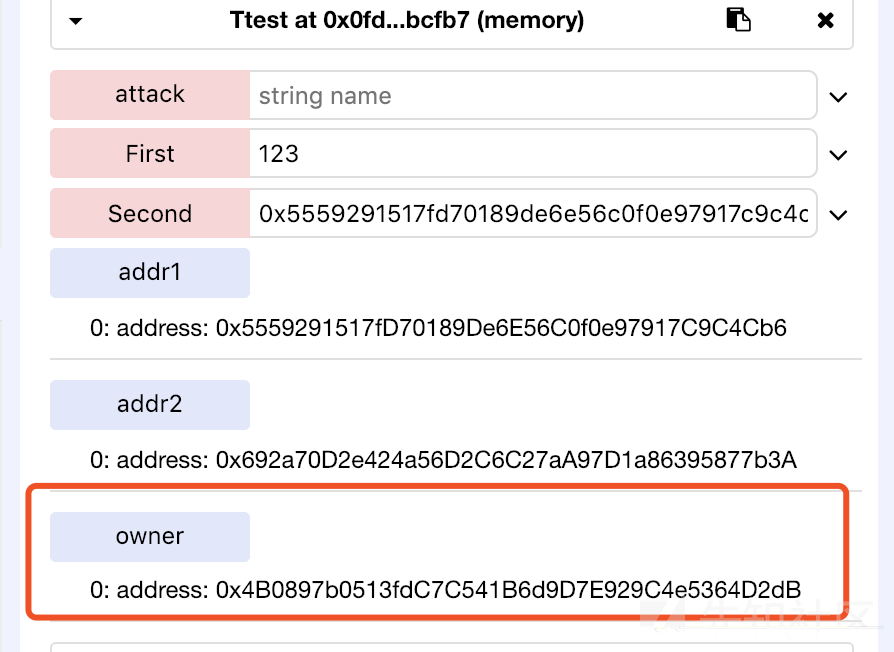 Ttest at 0x0fd...bcfb7 (memory)
attack string name
First 123
Second 0x5559291517fd70189de6e56c0f0e97917c9c4c
addr1
0: address: 0x5559291517fD70189De6E56C0f0e97917C9C4Cb6
addr2
0: address: 0x692a70D2e424a56D2C6C27aA97D1a86395877b3A
owner
0: address: 0x4B0897b0513fdC7C541B6d9D7E929C4e5364D2dB
先知社区